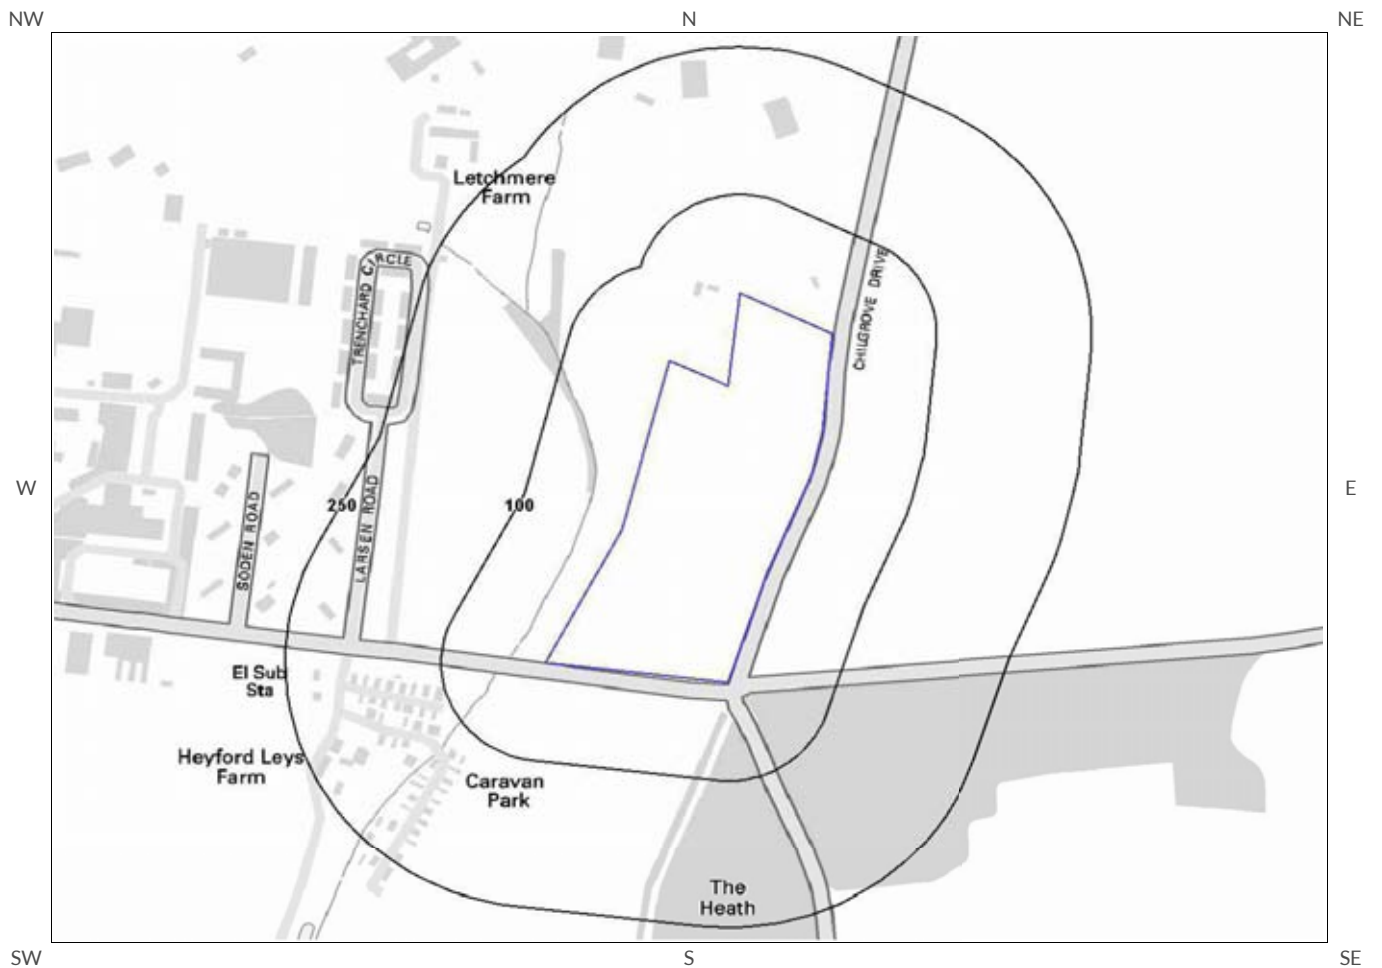 NW
N
NE
Letchmere
Farm
TRENCHARD CIRCLE
CHILGROVE DRIVE
W
E
250
100
SODEN ROAD
LARSEN ROAD
El Sub
Sta
Heyford Leys
Farm
Caravan
Park
The
Heath
SW
S
SE